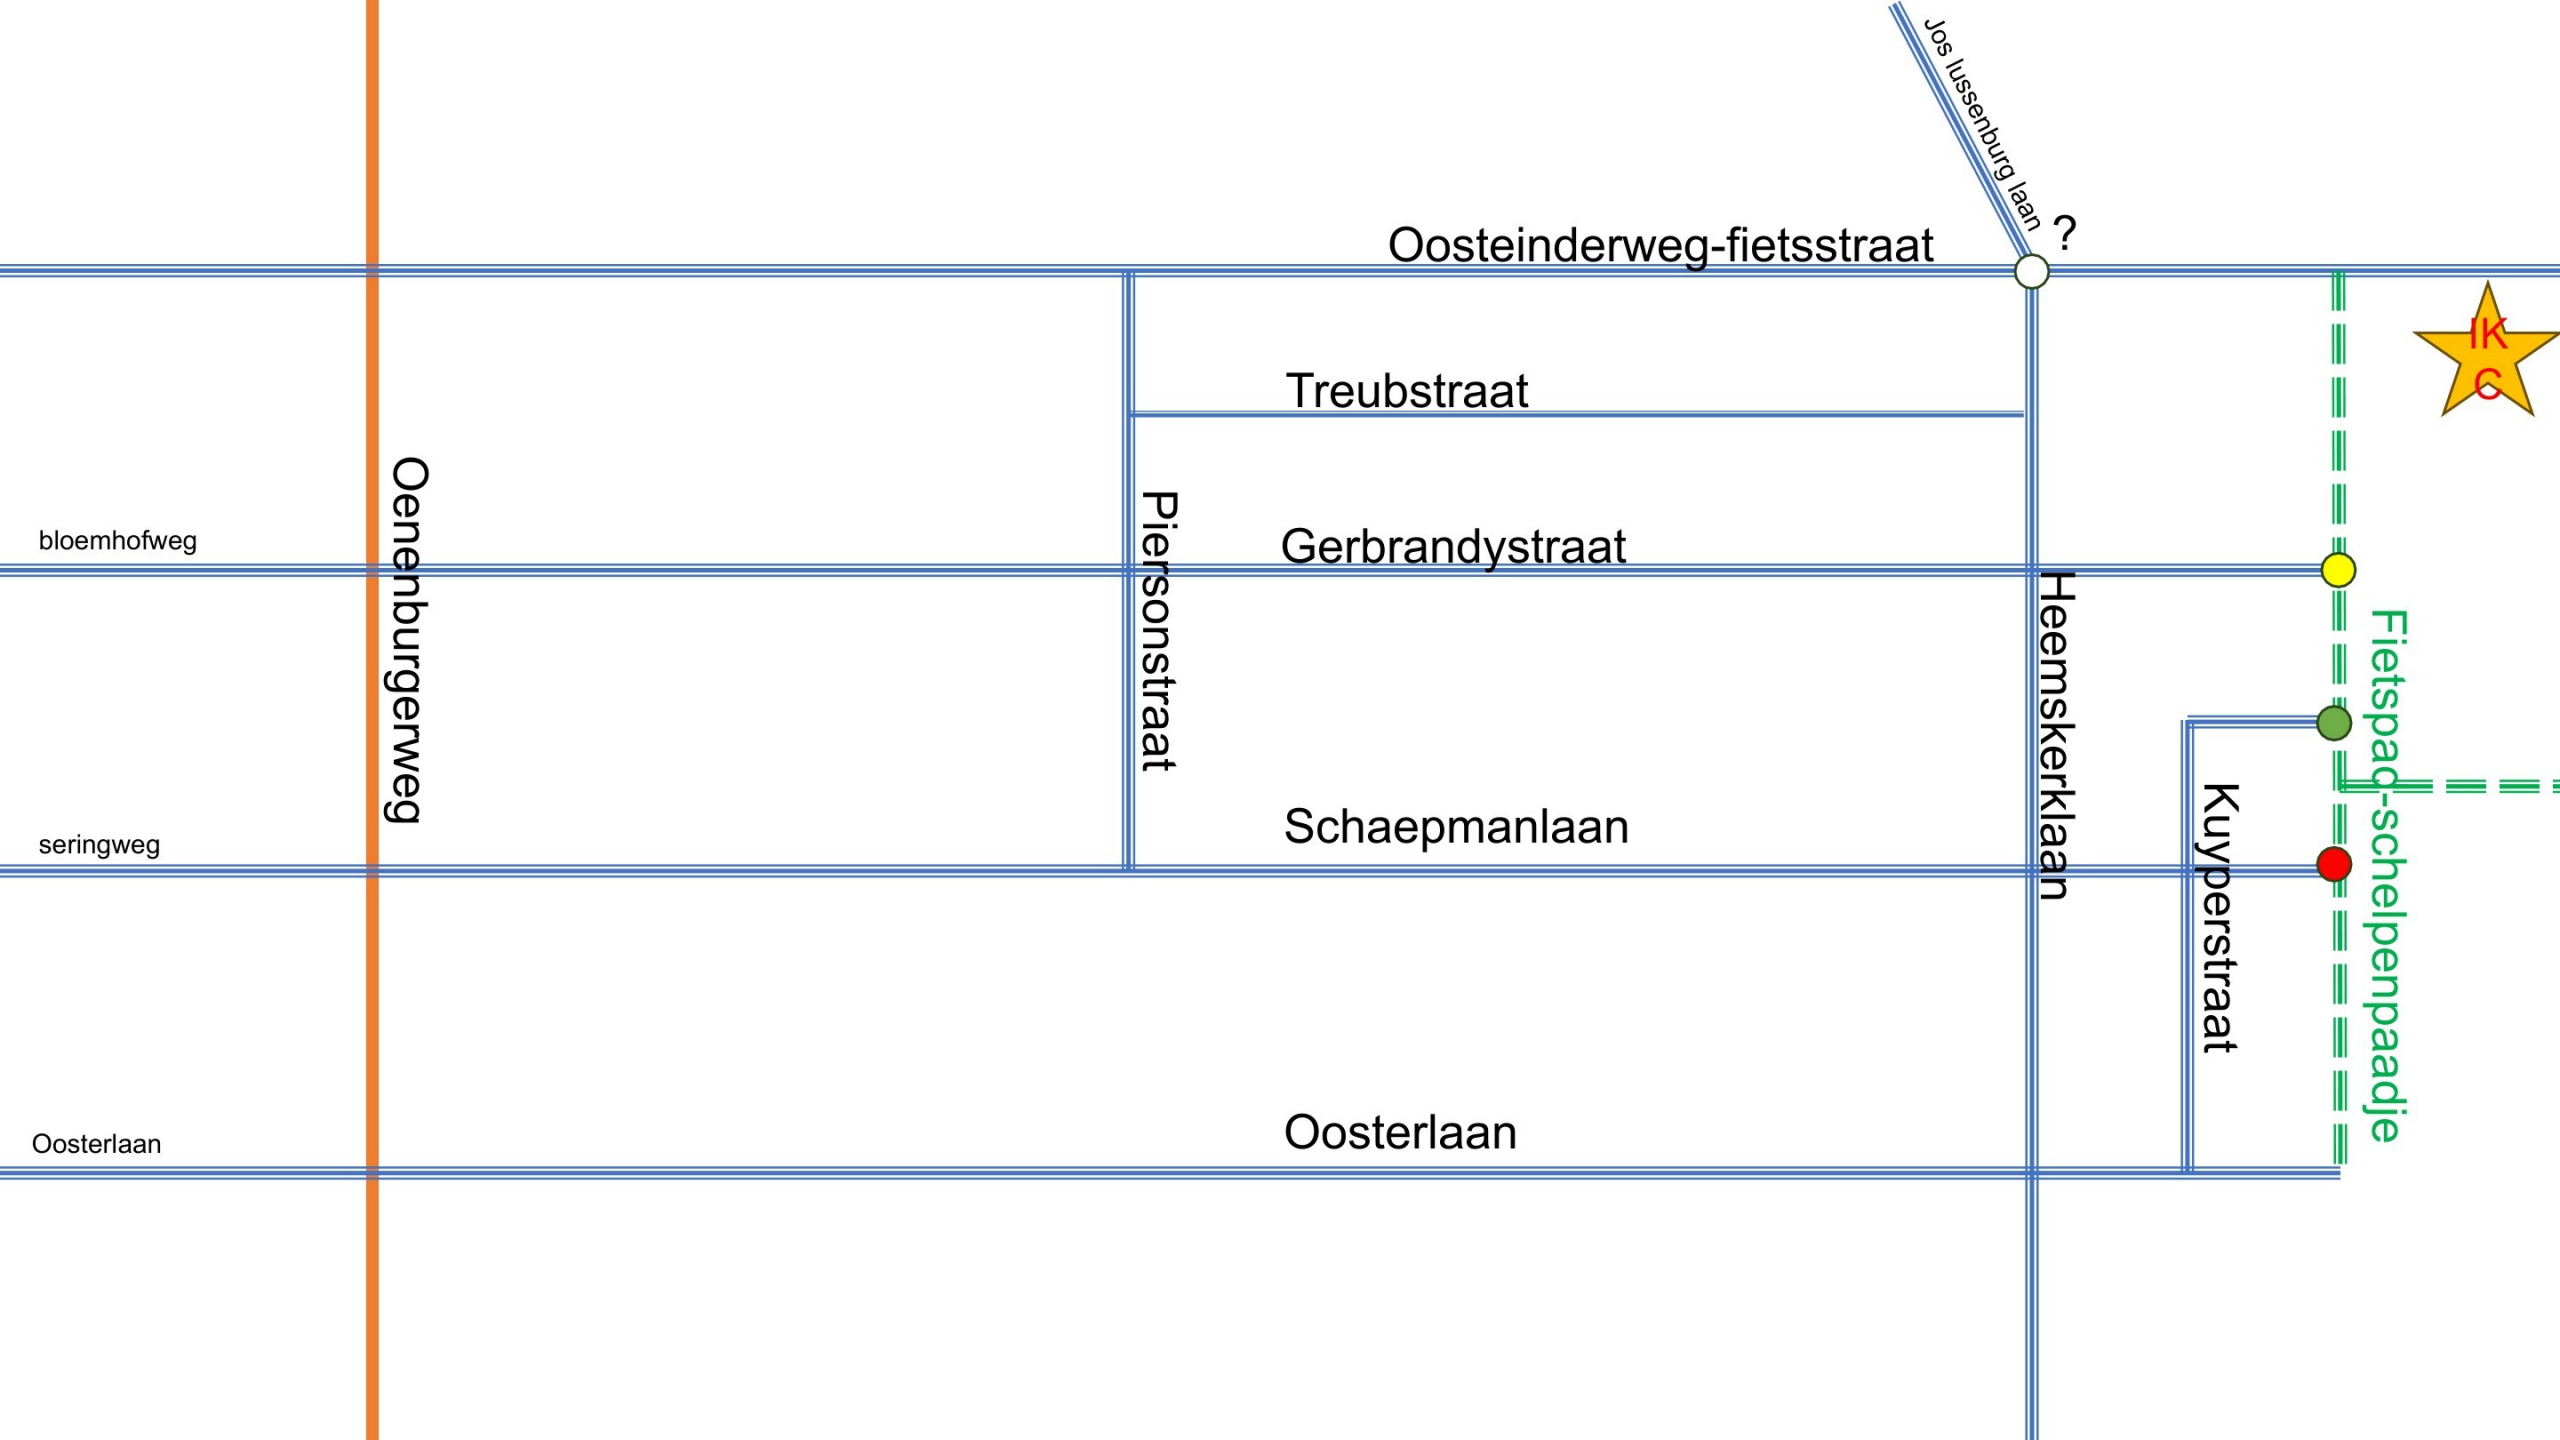 Jos lussenburg laan
?
Oosteinderweg-fietsstraat
IK
C
Treubstraat
Oenenburgerweg
Piersonstraat
bloemhofweg
Gerbrandystraat
Heemskerklaan
Fietspad-schelpenpaadje
Kuyperstraat
seringweg
Schaepmanlaan
Oosterlaan
Oosterlaan